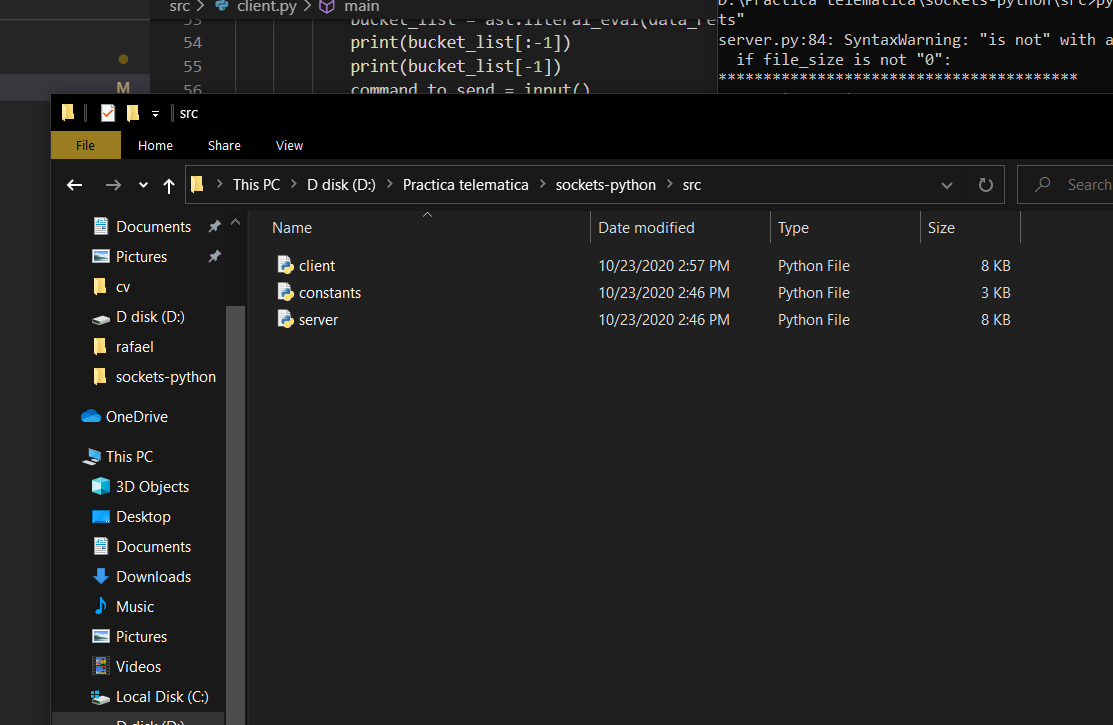 src > client.py > main
53 bucket_list = ast.literal_eval(data_rets"
54 print(bucket_list[:-1])
55 print(bucket_list[-1])
56 command_to_send = input()
M
D:\Practica telematica\sockets-python\src>py
server.py:84: SyntaxWarning: "is not" with a
if file_size is not "0":
****************************************
src
File Home Share View
This PC > D disk (D:) > Practica telematica > sockets-python > src
Search
Name Date modified Type Size
client 10/23/2020 2:57 PM Python File 8 KB
constants 10/23/2020 2:46 PM Python File 3 KB
server 10/23/2020 2:46 PM Python File 8 KB
Documents
Pictures
cv
D disk (D:)
rafael
sockets-python
OneDrive
This PC
3D Objects
Desktop
Documents
Downloads
Music
Pictures
Videos
Local Disk (C:)
D disk (D:)